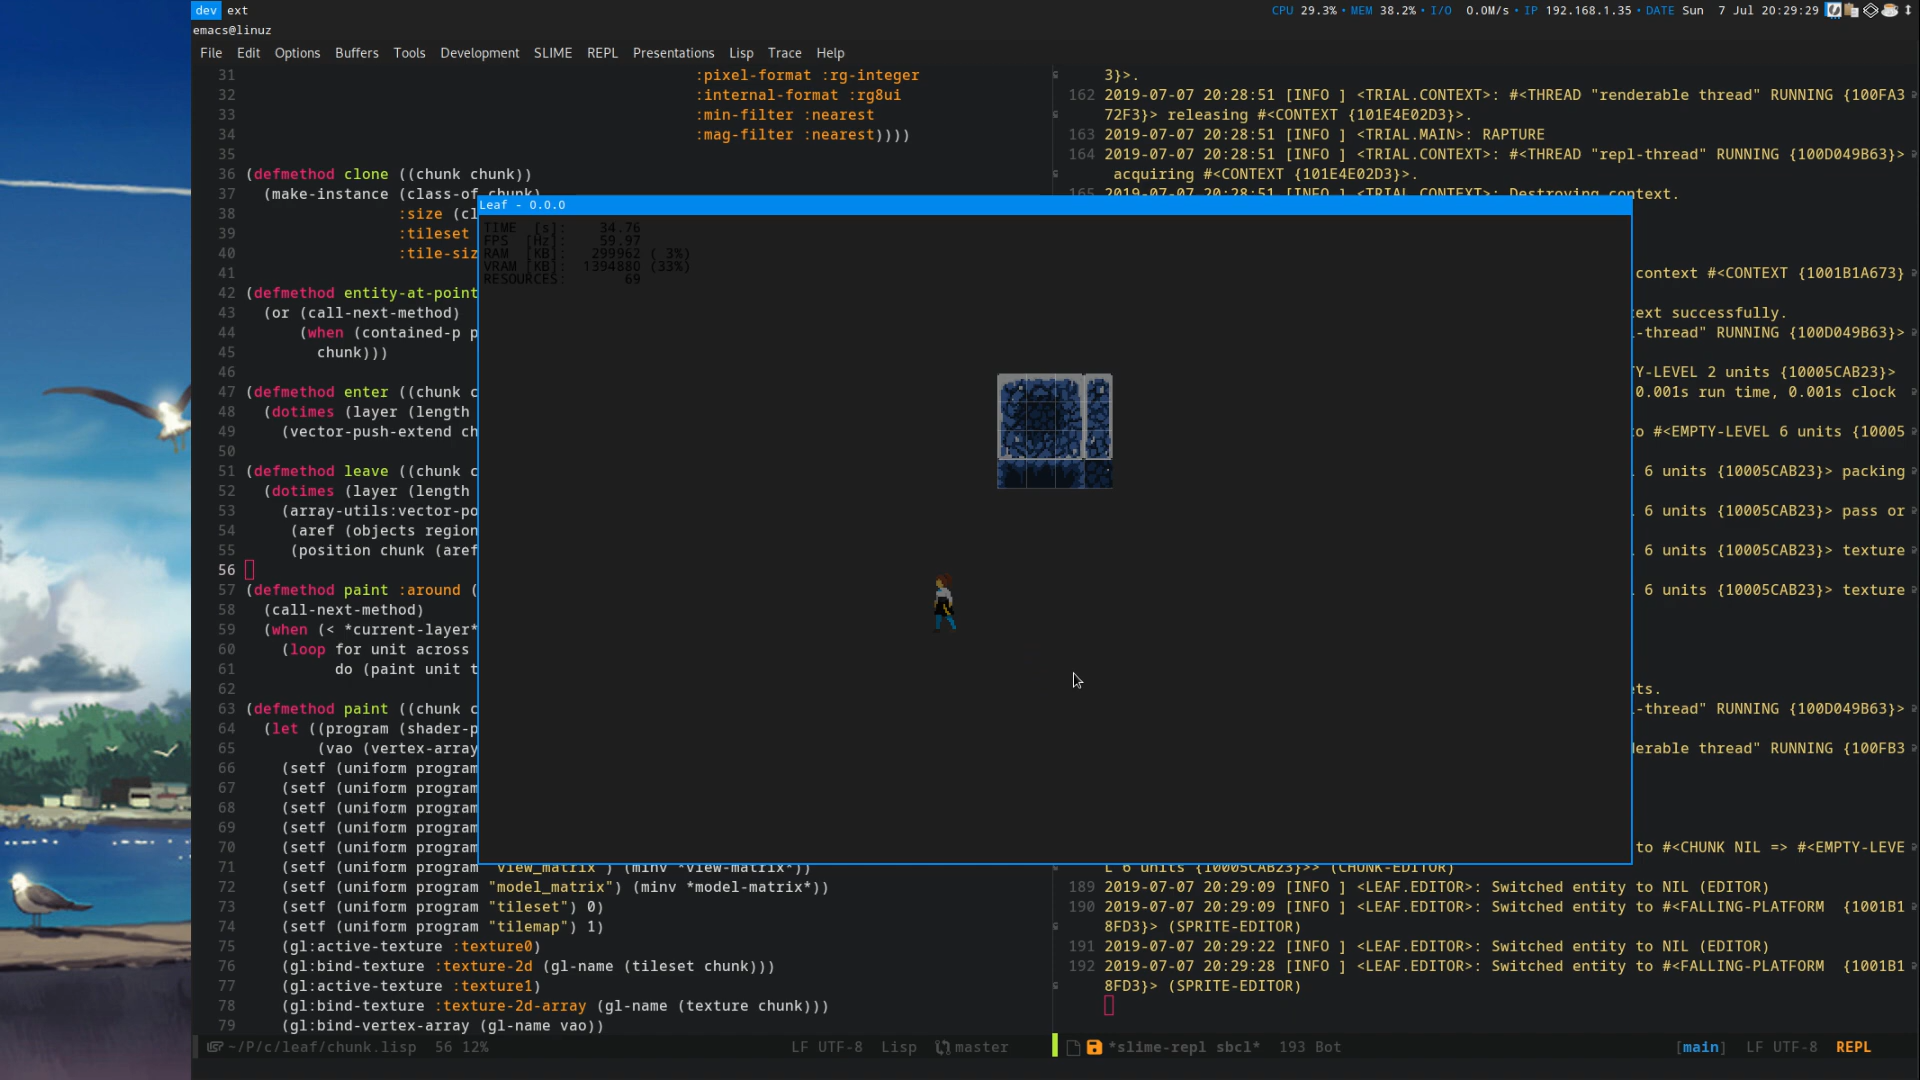 dev ext
CPU 29.3% • MEM 38.2% • I/O 0.0M/s • IP 192.168.1.35 • DATE Sun 7 Jul 20:29:29
emacs@linuz
File Edit Options Buffers Tools Development SLIME REPL Presentations Lisp Trace Help
31 :pixel-format :rg-integer
32 :internal-format :rg8ui
33 :min-filter :nearest
34 :mag-filter :nearest))))
35
36 (defmethod clone ((chunk chunk))
37 (make-instance (class-of chunk)
38 :size (cl
39 :tileset
40 :tile-siz
41
42 (defmethod entity-at-point
43 (or (call-next-method)
44 (when (contained-p p
45 chunk)))
46
47 (defmethod enter ((chunk c
48 (dotimes (layer (length
49 (vector-push-extend ch
50
51 (defmethod leave ((chunk c
52 (dotimes (layer (length
53 (array-utils:vector-po
54 (aref (objects region
55 (position chunk (aref
56
57 (defmethod paint :around (
58 (call-next-method)
59 (when (< *current-layer*
60 (loop for unit across
61 do (paint unit t
62
63 (defmethod paint ((chunk c
64 (let ((program (shader-p
65 (vao (vertex-array
66 (setf (uniform program
67 (setf (uniform program
68 (setf (uniform program
69 (setf (uniform program
70 (setf (uniform program
71 (setf (uniform program "view_matrix") (minv *view-matrix*))
72 (setf (uniform program "model_matrix") (minv *model-matrix*))
73 (setf (uniform program "tileset") 0)
74 (setf (uniform program "tilemap") 1)
75 (gl:active-texture :texture0)
76 (gl:bind-texture :texture-2d (gl-name (tileset chunk)))
77 (gl:active-texture :texture1)
78 (gl:bind-texture :texture-2d-array (gl-name (texture chunk)))
79 (gl:bind-vertex-array (gl-name vao))
~/P/c/leaf/chunk.lisp 56 12% LF UTF-8 Lisp master
Leaf - 0.0.0
TIME [s]: 34.76
FPS [Hz]: 59.97
RAM [KB]: 299962 ( 3%)
VRAM [KB]: 1394880 (33%)
RESOURCES: 69
3}>.
162 2019-07-07 20:28:51 [INFO ] <TRIAL.CONTEXT>: #<THREAD "renderable thread" RUNNING {100FA3
72F3}> releasing #<CONTEXT {101E4E02D3}>.
163 2019-07-07 20:28:51 [INFO ] <TRIAL.MAIN>: RAPTURE
164 2019-07-07 20:28:51 [INFO ] <TRIAL.CONTEXT>: #<THREAD "repl-thread" RUNNING {100D049B63}>
acquiring #<CONTEXT {101E4E02D3}>.
165 2019-07-07 20:28:51 [INFO ] <TRIAL.CONTEXT>: Destroying context.
context #<CONTEXT {1001B1A673}
ext successfully.
-thread" RUNNING {100D049B63}>
Y-LEVEL 2 units {10005CAB23}>
0.001s run time, 0.001s clock
o #<EMPTY-LEVEL 6 units {10005
6 units {10005CAB23}> packing
6 units {10005CAB23}> pass or
6 units {10005CAB23}> texture
6 units {10005CAB23}> texture
ts.
-thread" RUNNING {100D049B63}>
erable thread" RUNNING {100FB3
to #<CHUNK NIL => #<EMPTY-LEVE
L 6 units {10005CAB23}>> (CHUNK-EDITOR)
189 2019-07-07 20:29:09 [INFO ] <LEAF.EDITOR>: Switched entity to NIL (EDITOR)
190 2019-07-07 20:29:09 [INFO ] <LEAF.EDITOR>: Switched entity to #<FALLING-PLATFORM {1001B1
8FD3}> (SPRITE-EDITOR)
191 2019-07-07 20:29:22 [INFO ] <LEAF.EDITOR>: Switched entity to NIL (EDITOR)
192 2019-07-07 20:29:28 [INFO ] <LEAF.EDITOR>: Switched entity to #<FALLING-PLATFORM {1001B1
8FD3}> (SPRITE-EDITOR)
*slime-repl sbcl* 193 Bot [main] LF UTF-8 REPL